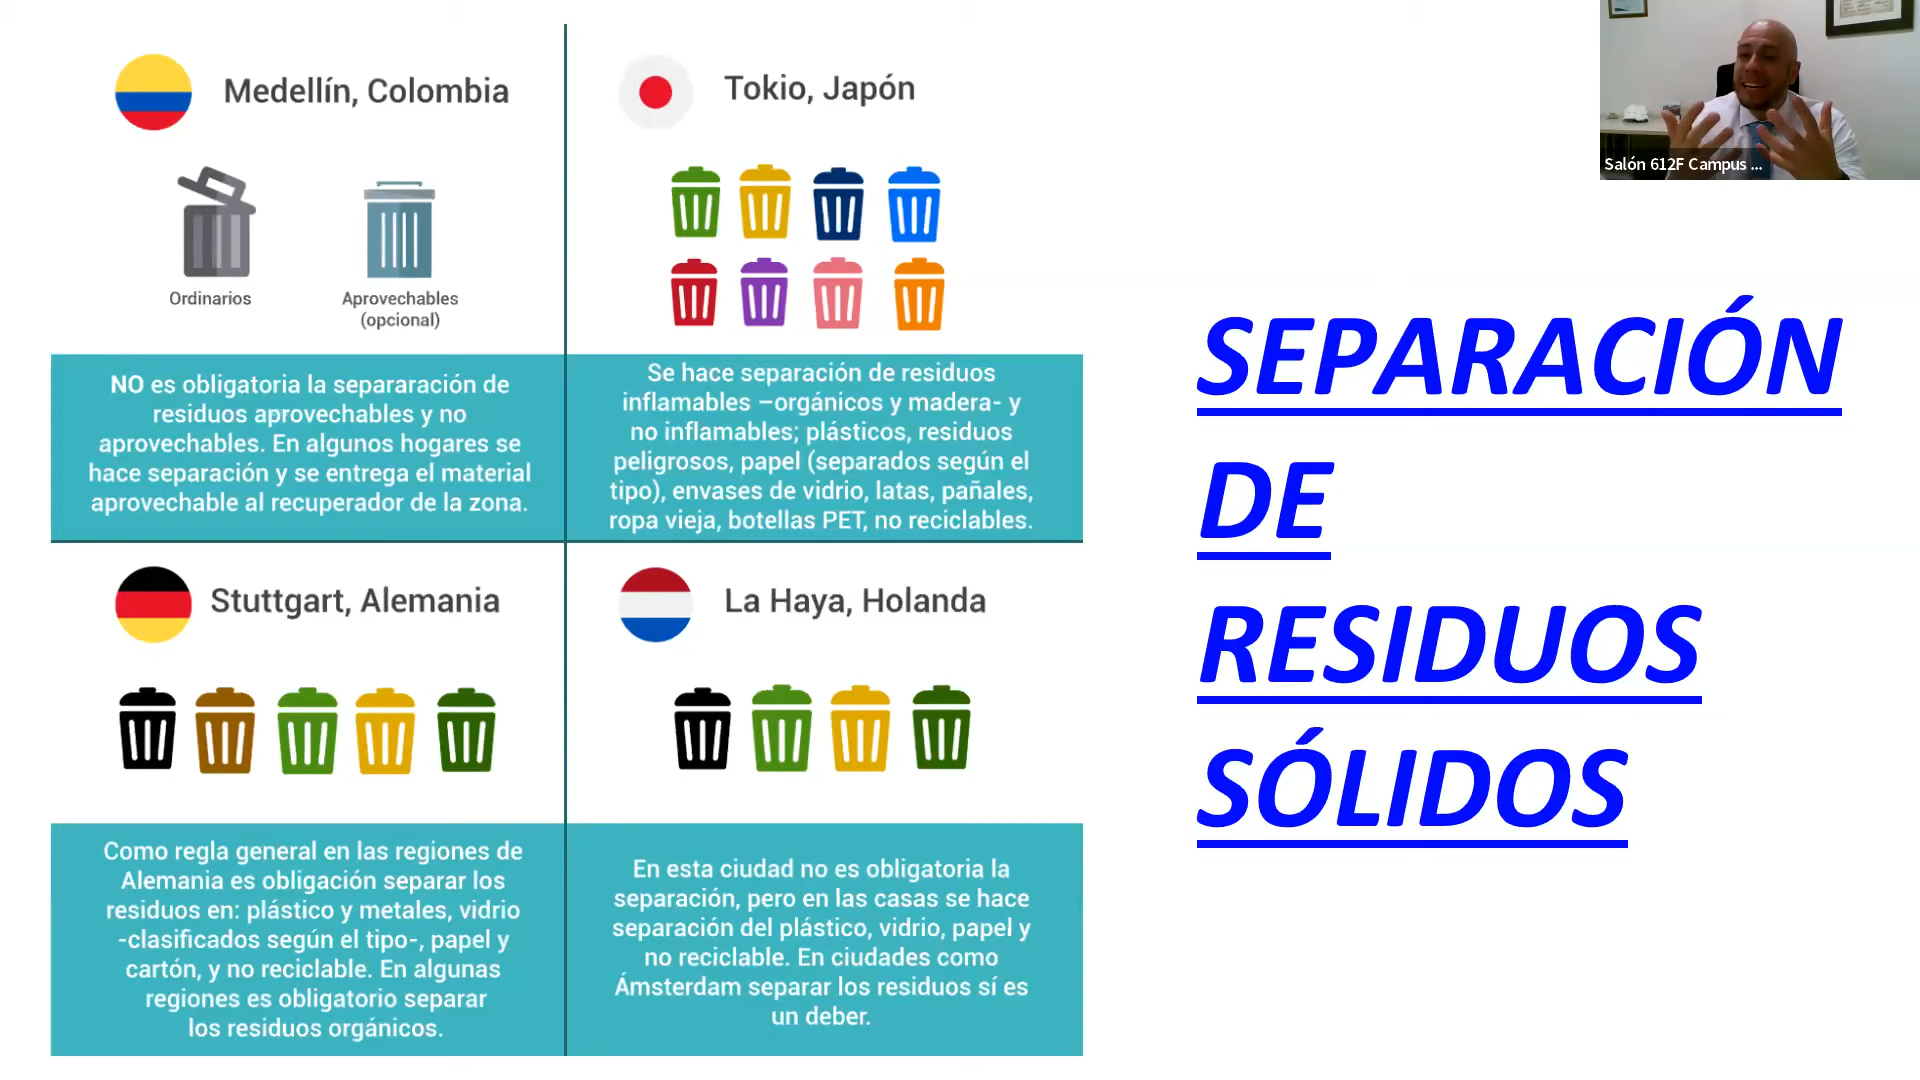 Medellín, Colombia
Ordinarios
Aprovechables
(opcional)
NO es obligatoria la separaración de
residuos aprovechables y no
aprovechables. En algunos hogares se
hace separación y se entrega el material
aprovechable al recuperador de la zona.
Tokio, Japón
Se hace separación de residuos
inflamables –orgánicos y madera- y
no inflamables; plásticos, residuos
peligrosos, papel (separados según el
tipo), envases de vidrio, latas, pañales,
ropa vieja, botellas PET, no reciclables.
Stuttgart, Alemania
Como regla general en las regiones de
Alemania es obligación separar los
residuos en: plástico y metales, vidrio
-clasificados según el tipo-, papel y
cartón, y no reciclable. En algunas
regiones es obligatorio separar
los residuos orgánicos.
La Haya, Holanda
En esta ciudad no es obligatoria la
separación, pero en las casas se hace
separación del plástico, vidrio, papel y
no reciclable. En ciudades como
Ámsterdam separar los residuos sí es
un deber.
SEPARACIÓN
DE
RESIDUOS
SÓLIDOS
Salón 612F Campus ...